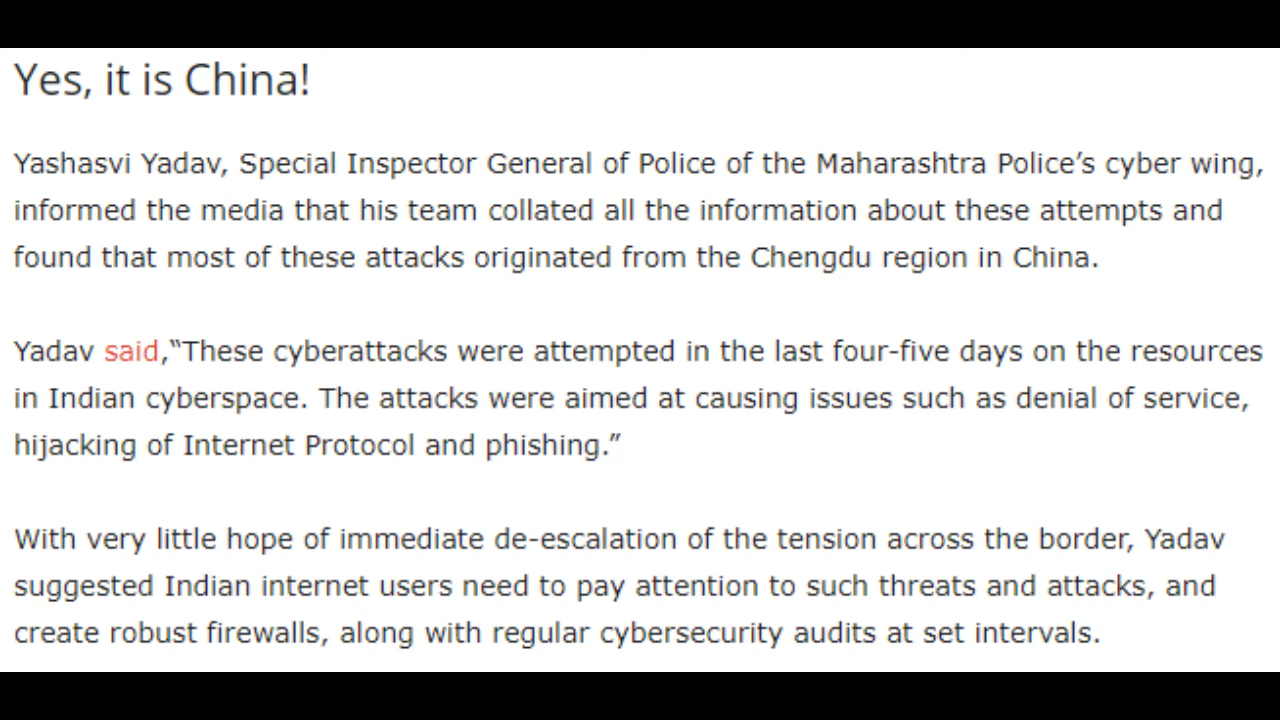 Yes, it is China!
Yashasvi Yadav, Special Inspector General of Police of the Maharashtra Police’s cyber wing,
informed the media that his team collated all the information about these attempts and
found that most of these attacks originated from the Chengdu region in China.
Yadav said,“These cyberattacks were attempted in the last four-five days on the resources
in Indian cyberspace. The attacks were aimed at causing issues such as denial of service,
hijacking of Internet Protocol and phishing.”
With very little hope of immediate de-escalation of the tension across the border, Yadav
suggested Indian internet users need to pay attention to such threats and attacks, and
create robust firewalls, along with regular cybersecurity audits at set intervals.